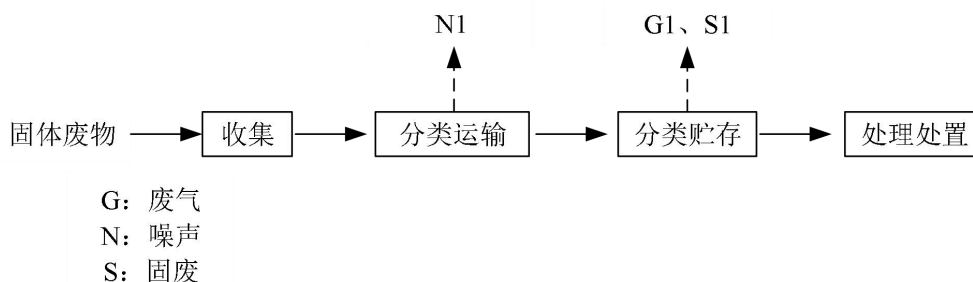 N1
G1、S1
固体废物
收集
分类运输
分类贮存
处理处置
G：废气
N：噪声
S：固废